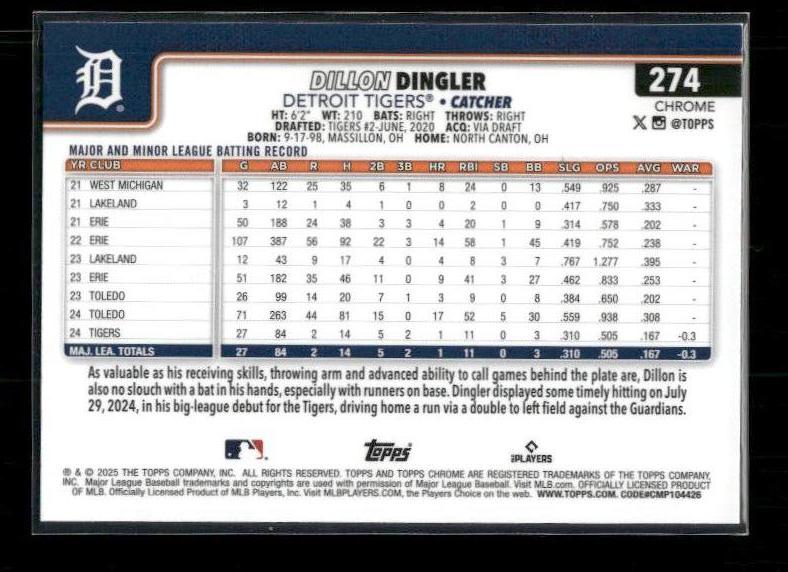 D
274
DILLON DINGLER
DETROIT TIGERS® • CATCHER
CHROME
HT: 6'2" WT: 210 BATS: RIGHT THROWS: RIGHT
@TOPPS
DRAFTED: TIGERS #2-JUNE, 2020 ACQ: VIA DRAFT
BORN: 9-17-98, MASSILLON, OH HOME: NORTH CANTON, OH
MAJOR AND MINOR LEAGUE BATTING RECORD
YR CLUB G AB R H 2B 3B HR RBI SB BB SLG OPS AVG WAR
21 WEST MICHIGAN 32 122 25 35 6 1 8 24 0 13 .549 .925 .287 -
21 LAKELAND 3 12 1 4 1 0 0 2 0 0 .417 .750 .333 -
21 ERIE 50 188 24 38 3 3 4 20 1 9 .314 .578 .202 -
22 ERIE 107 387 56 92 22 3 14 58 1 45 .419 .752 .238 -
23 LAKELAND 12 43 9 17 4 0 4 8 3 7 .767 1.277 .395 -
23 ERIE 51 182 35 46 11 0 9 41 3 27 .462 .833 .253 -
23 TOLEDO 26 99 14 20 7 1 3 9 0 8 .384 .650 .202 -
24 TOLEDO 71 263 44 81 15 0 17 52 5 30 .559 .938 .308 -
24 TIGERS 27 84 2 14 5 2 1 11 0 3 .310 .505 .167 -0.3
MAJ. LEA. TOTALS 27 84 2 14 5 2 1 11 0 3 .310 .505 .167 -0.3
As valuable as his receiving skills, throwing arm and advanced ability to call games behind the plate are, Dillon is
also no slouch with a bat in his hands, especially with runners on base. Dingler displayed some timely hitting on July
29, 2024, in his big-league debut for the Tigers, driving home a run via a double to left field against the Guardians.
Topps
PLAYERS
® & © 2025 THE TOPPS COMPANY, INC. ALL RIGHTS RESERVED. TOPPS AND TOPPS CHROME ARE REGISTERED TRADEMARKS OF THE TOPPS COMPANY,
INC. Major League Baseball trademarks and copyrights are used with permission of Major League Baseball. Visit MLB.com. OFFICIALLY LICENSED PRODUCT
OF MLB. Officially Licensed Product of MLB Players, Inc. Visit MLBPLAYERS.COM, the Players Choice on the web. WWW.TOPPS.COM. CODE#CMP104426